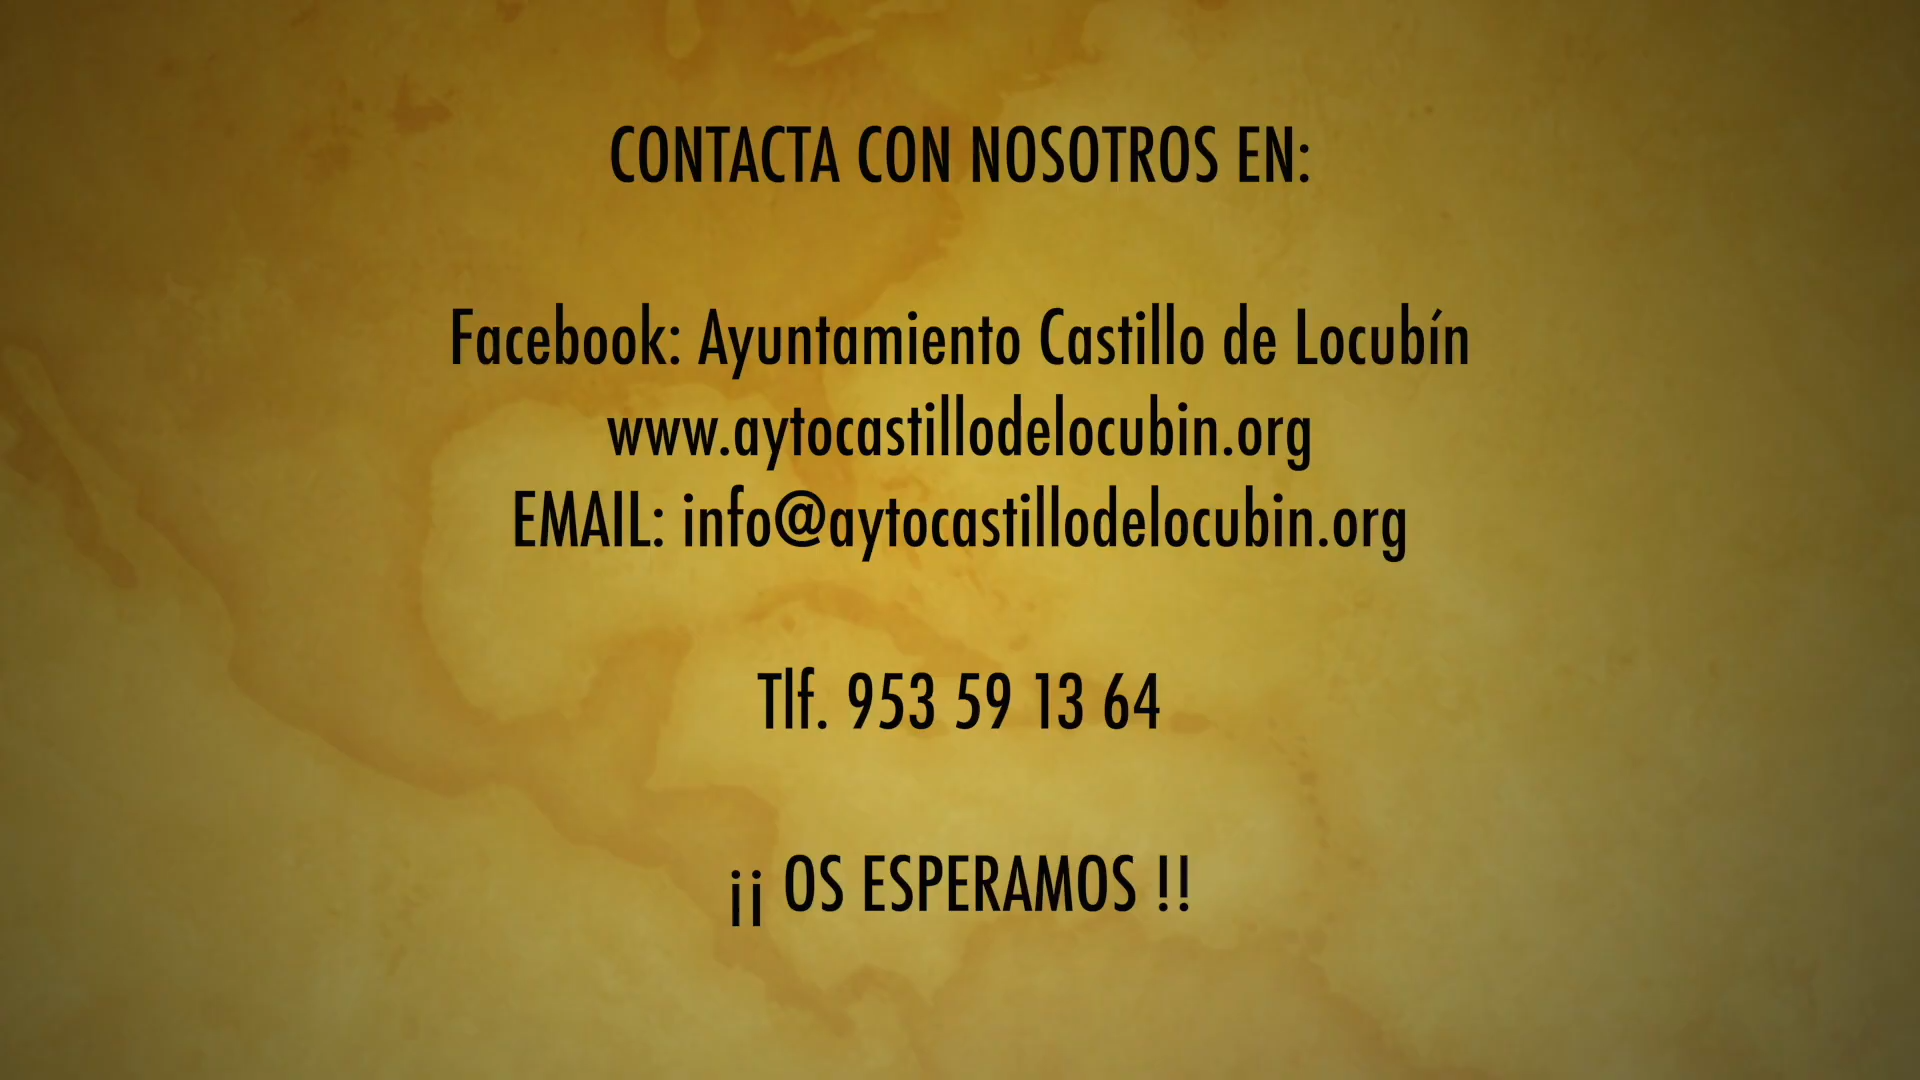 CONTACTA CON NOSOTROS EN:
Facebook: Ayuntamiento Castillo de Locubín
www.aytocastillodelocubin.org
EMAIL: info@aytocastillodelocubin.org
Tlf. 953 59 13 64
¡¡ OS ESPERAMOS !!